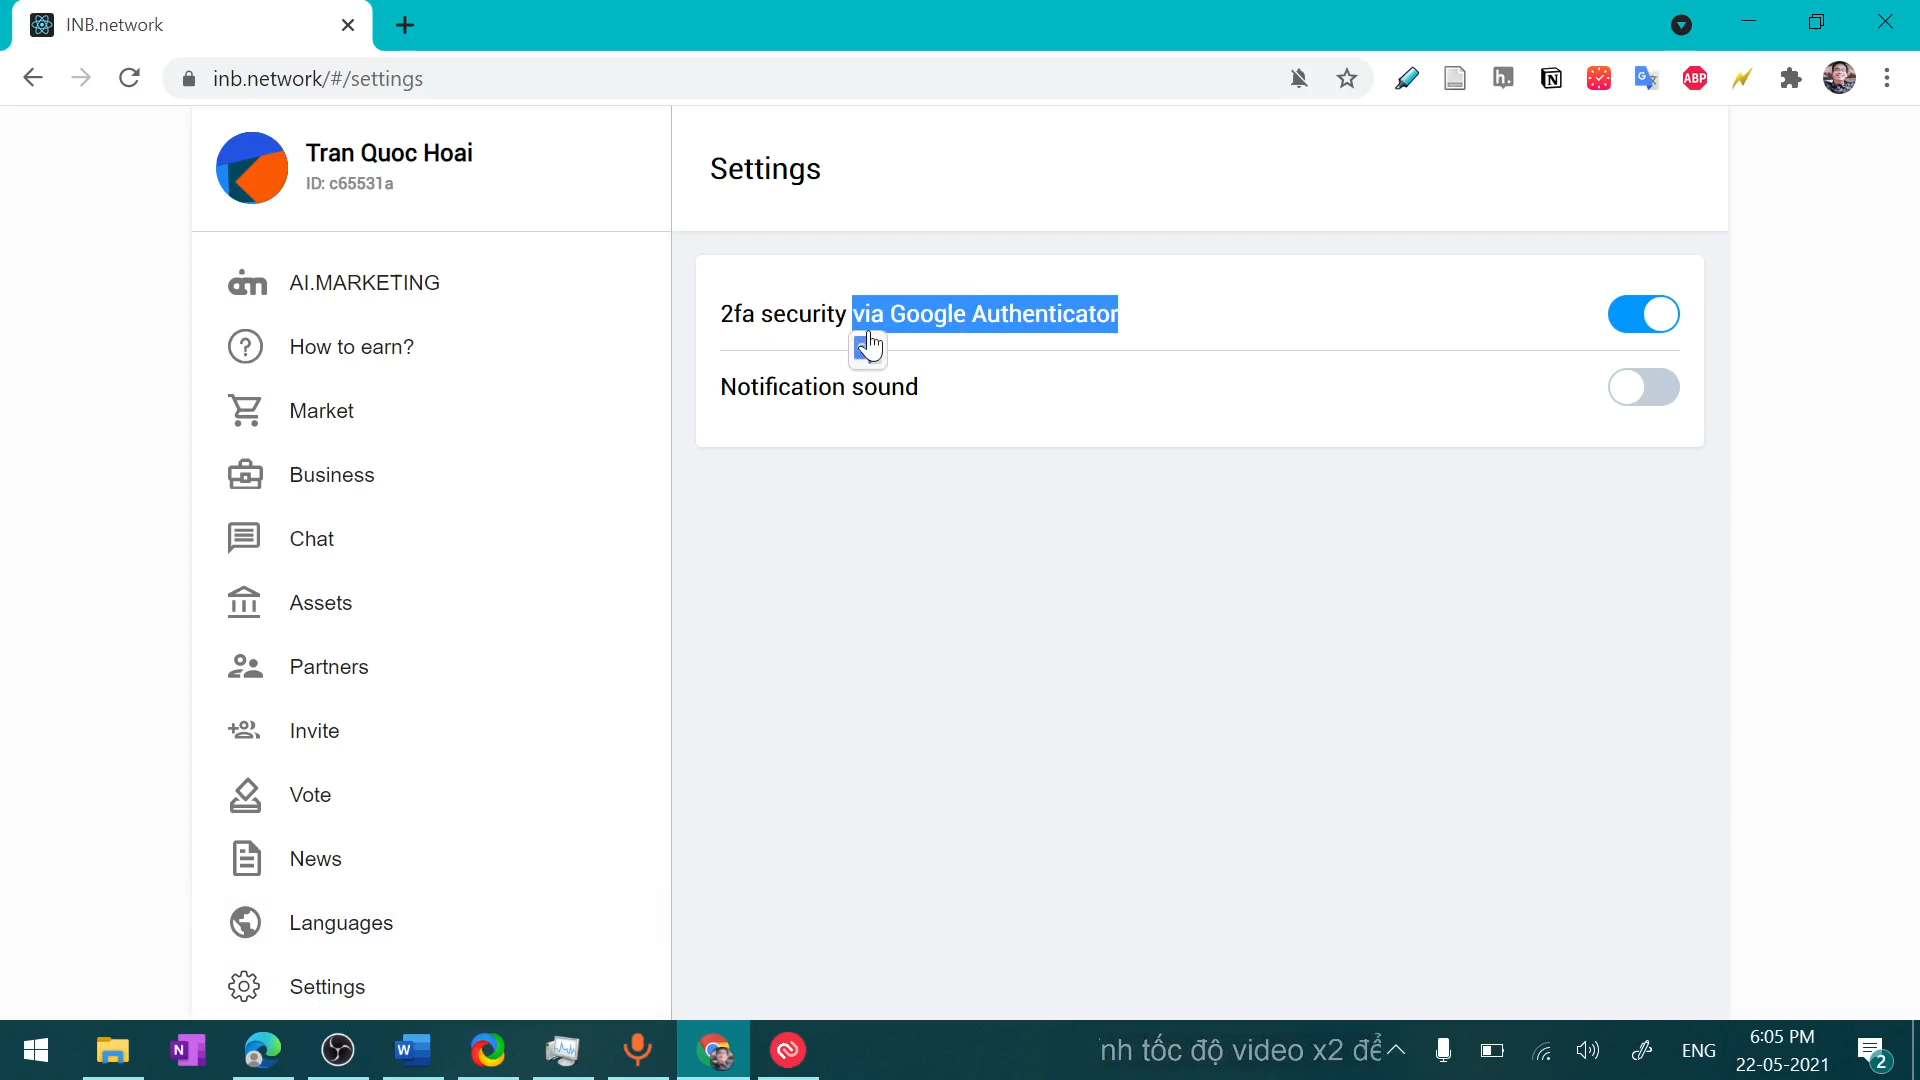 INB.network
inb.network/#/settings
h.
N
G
ABP
Tran Quoc Hoai
ID: c65531a
Settings
AI.MARKETING
2fa security via Google Authenticator
How to earn?
Notification sound
Market
Business
Chat
Assets
Partners
Invite
Vote
News
Languages
Settings
N
W
nh tốc độ video x2 để
ENG
6:05 PM
22-05-2021
2